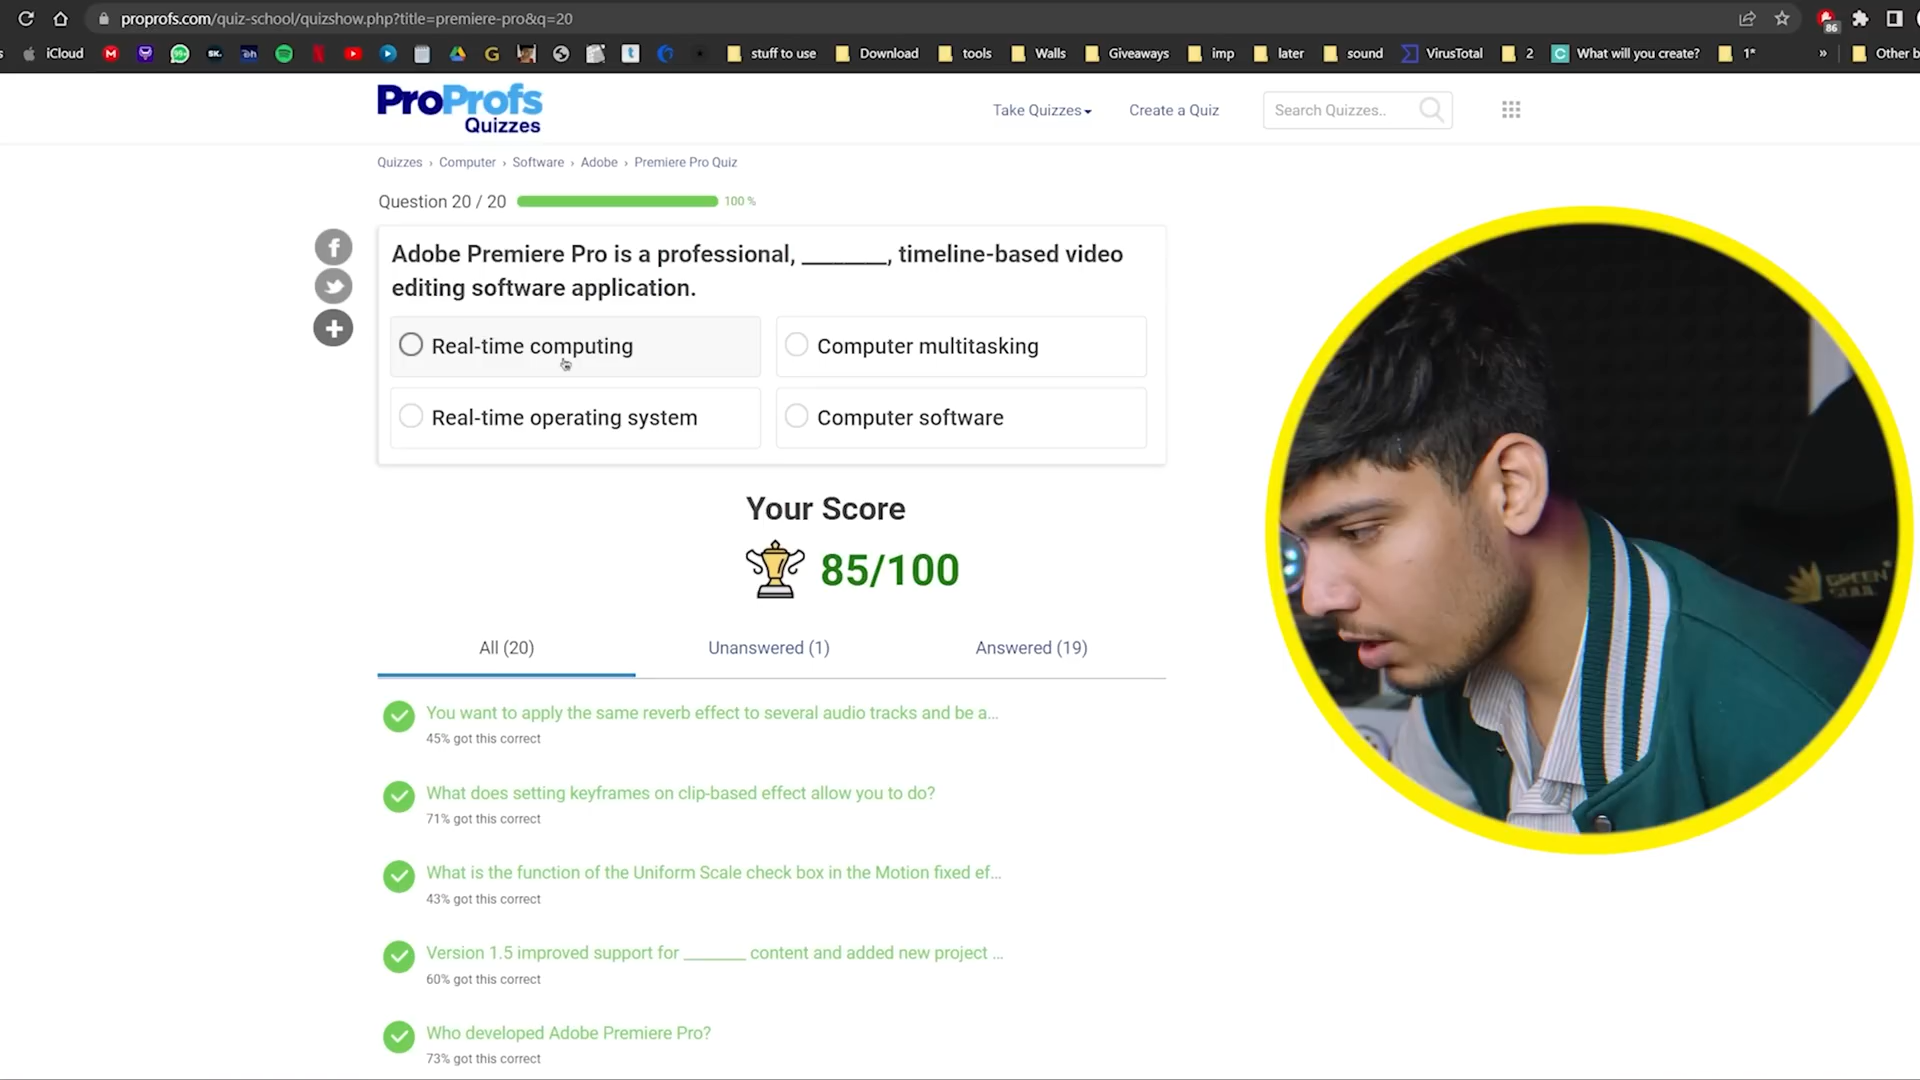 proprofs.com/quiz-school/quizshow.php?title=premiere-pro&q=20
86
s iCloud stuff to use Download tools Walls Giveaways imp later sound VirusTotal 2 What will you create? 1* » Other b
ProProfs
Quizzes
Take Quizzes Create a Quiz Search Quizzes..
Quizzes › Computer › Software › Adobe › Premiere Pro Quiz
Question 20 / 20 100 %
Adobe Premiere Pro is a professional, ________, timeline-based video
editing software application.
Real-time computing Computer multitasking
Real-time operating system Computer software
Your Score
85/100
All (20) Unanswered (1) Answered (19)
You want to apply the same reverb effect to several audio tracks and be a...
45% got this correct
What does setting keyframes on clip-based effect allow you to do?
71% got this correct
What is the function of the Uniform Scale check box in the Motion fixed ef...
43% got this correct
Version 1.5 improved support for _______ content and added new project ...
60% got this correct
Who developed Adobe Premiere Pro?
73% got this correct
GREEN
SOUL